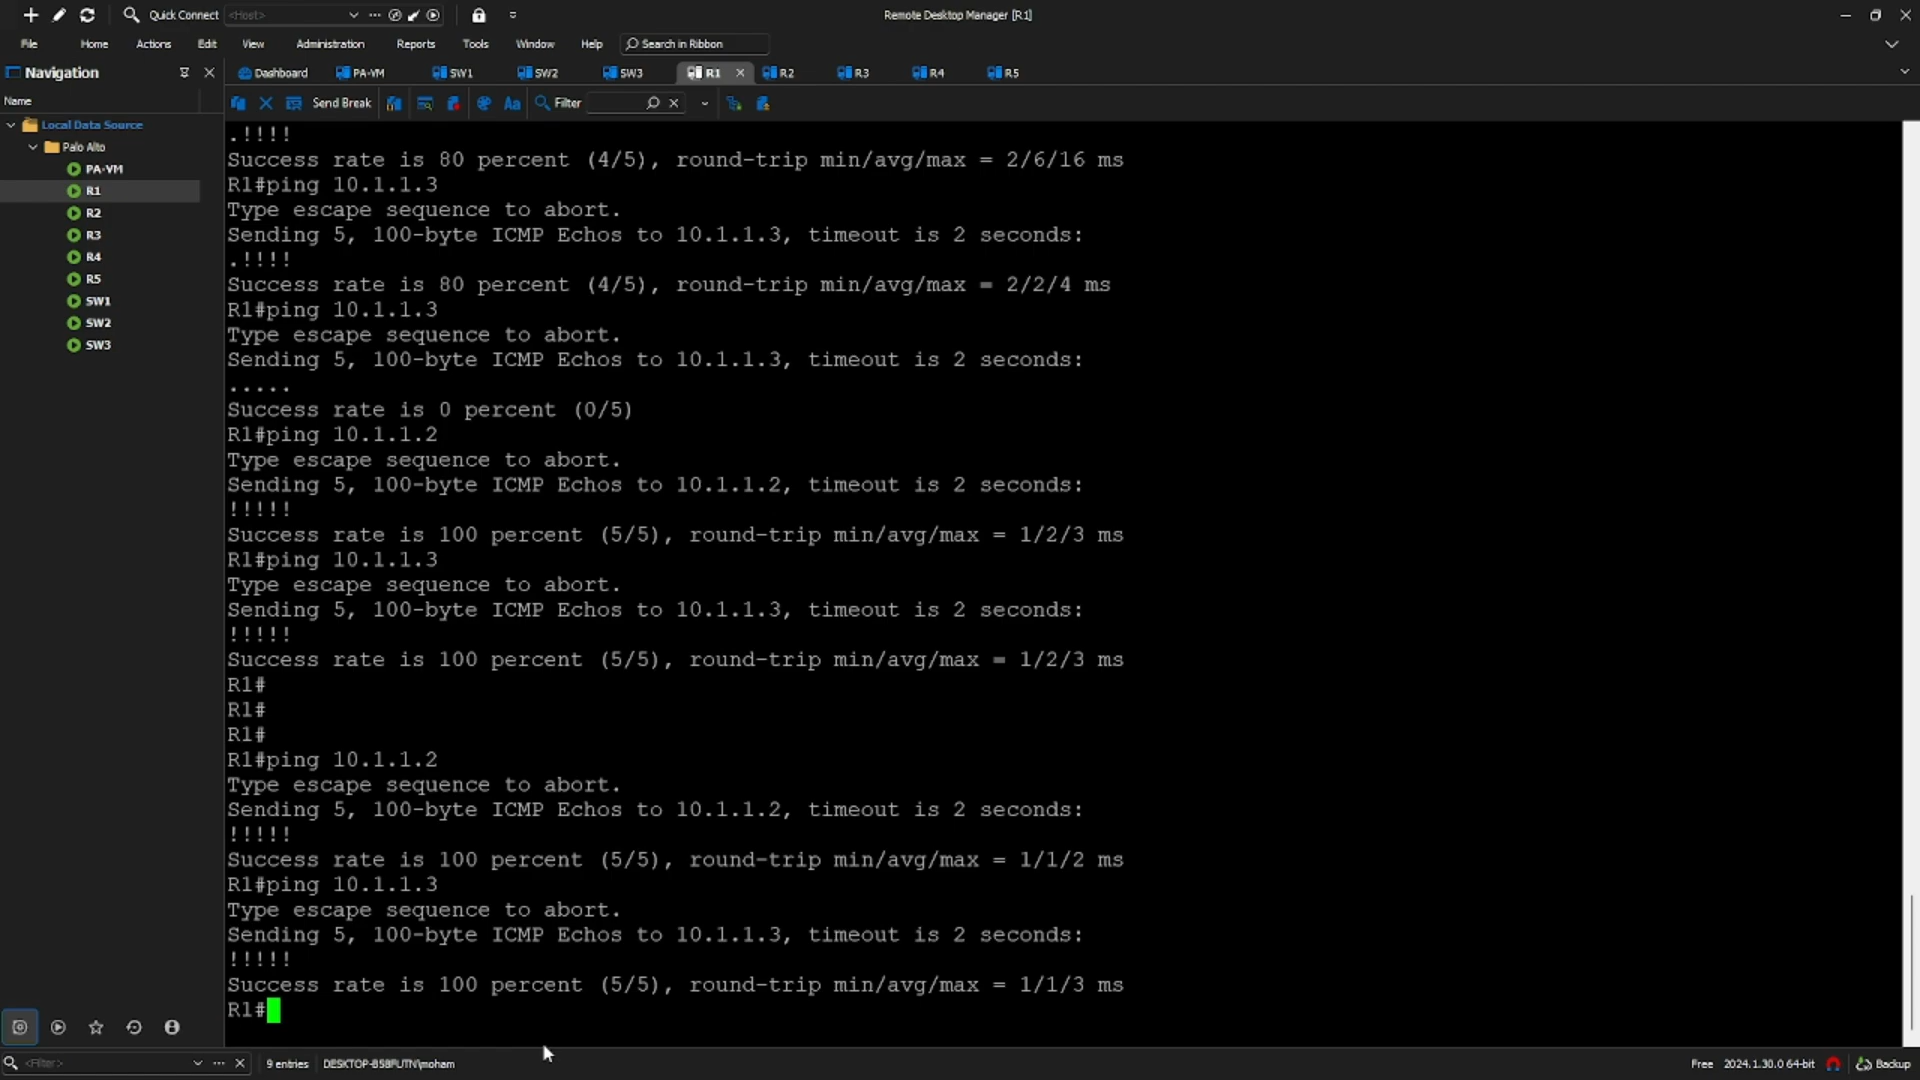 Quick Connect <Host> Remote Desktop Manager [R1]
File Home Actions Edit View Administration Reports Tools Window Help Search in Ribbon
Navigation
Dashboard PA-VM SW1 SW2 SW3 R1 R2 R3 R4 R5
Name
Send Break Aa Filter
Local Data Source
Palo Alto
PA-VM
R1
R2
R3
R4
R5
SW1
SW2
SW3
.!!!!
Success rate is 80 percent (4/5), round-trip min/avg/max = 2/6/16 ms
R1#ping 10.1.1.3
Type escape sequence to abort.
Sending 5, 100-byte ICMP Echos to 10.1.1.3, timeout is 2 seconds:
.!!!!
Success rate is 80 percent (4/5), round-trip min/avg/max = 2/2/4 ms
R1#ping 10.1.1.3
Type escape sequence to abort.
Sending 5, 100-byte ICMP Echos to 10.1.1.3, timeout is 2 seconds:
.....
Success rate is 0 percent (0/5)
R1#ping 10.1.1.2
Type escape sequence to abort.
Sending 5, 100-byte ICMP Echos to 10.1.1.2, timeout is 2 seconds:
!!!!!
Success rate is 100 percent (5/5), round-trip min/avg/max = 1/2/3 ms
R1#ping 10.1.1.3
Type escape sequence to abort.
Sending 5, 100-byte ICMP Echos to 10.1.1.3, timeout is 2 seconds:
!!!!!
Success rate is 100 percent (5/5), round-trip min/avg/max = 1/2/3 ms
R1#
R1#
R1#
R1#ping 10.1.1.2
Type escape sequence to abort.
Sending 5, 100-byte ICMP Echos to 10.1.1.2, timeout is 2 seconds:
!!!!!
Success rate is 100 percent (5/5), round-trip min/avg/max = 1/1/2 ms
R1#ping 10.1.1.3
Type escape sequence to abort.
Sending 5, 100-byte ICMP Echos to 10.1.1.3, timeout is 2 seconds:
!!!!!
Success rate is 100 percent (5/5), round-trip min/avg/max = 1/1/3 ms
R1#
<Filter> 9 entries Free 2024.1.30.0 64-bit Backup